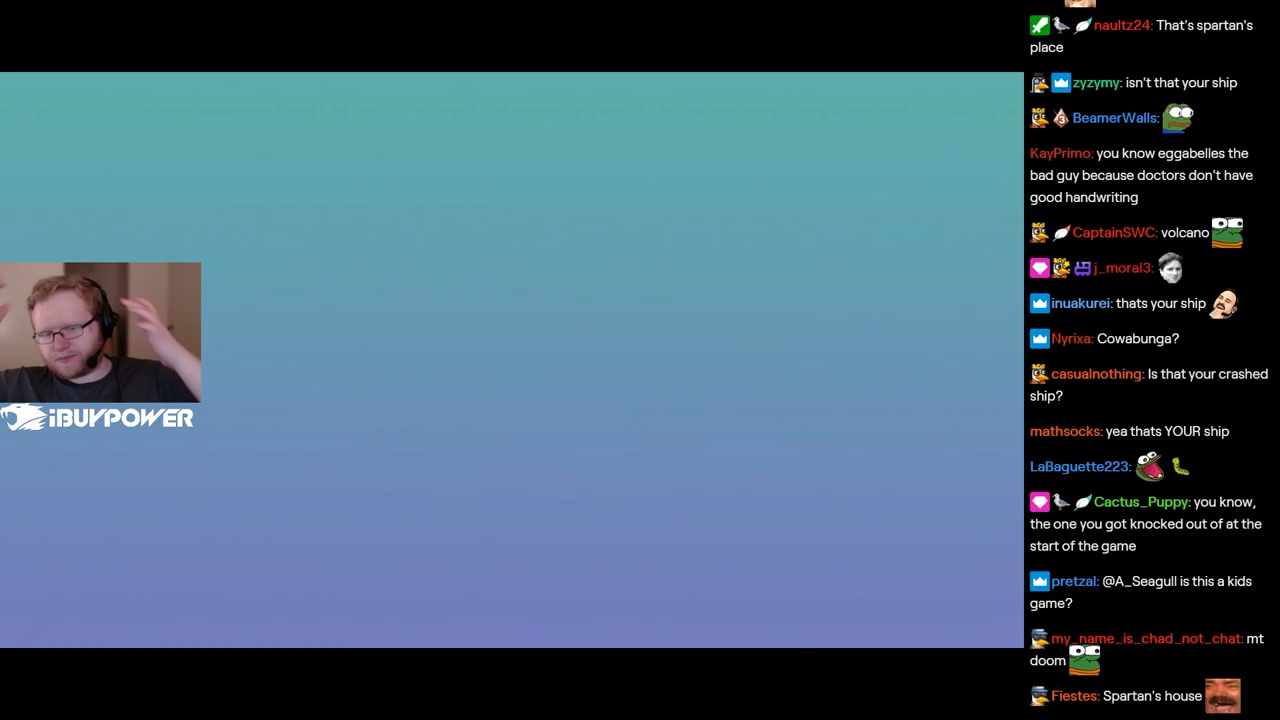 naultz24: That's spartan's
place
zyzymy: isn't that your ship
BeamerWalls:
KayPrimo: you know eggabelles the
bad guy because doctors don't have
good handwriting
CaptainSWC: volcano
j_moral3:
inuakurei: thats your ship
Nyrixa: Cowabunga?
casualnothing: Is that your crashed
ship?
mathsocks: yea thats YOUR ship
LaBaguette223:
Cactus_Puppy: you know,
the one you got knocked out of at the
start of the game
pretzal: @A_Seagull is this a kids
game?
my_name_is_chad_not_chat: mt
doom
Fiestes: Spartan's house
iBUYPOWER